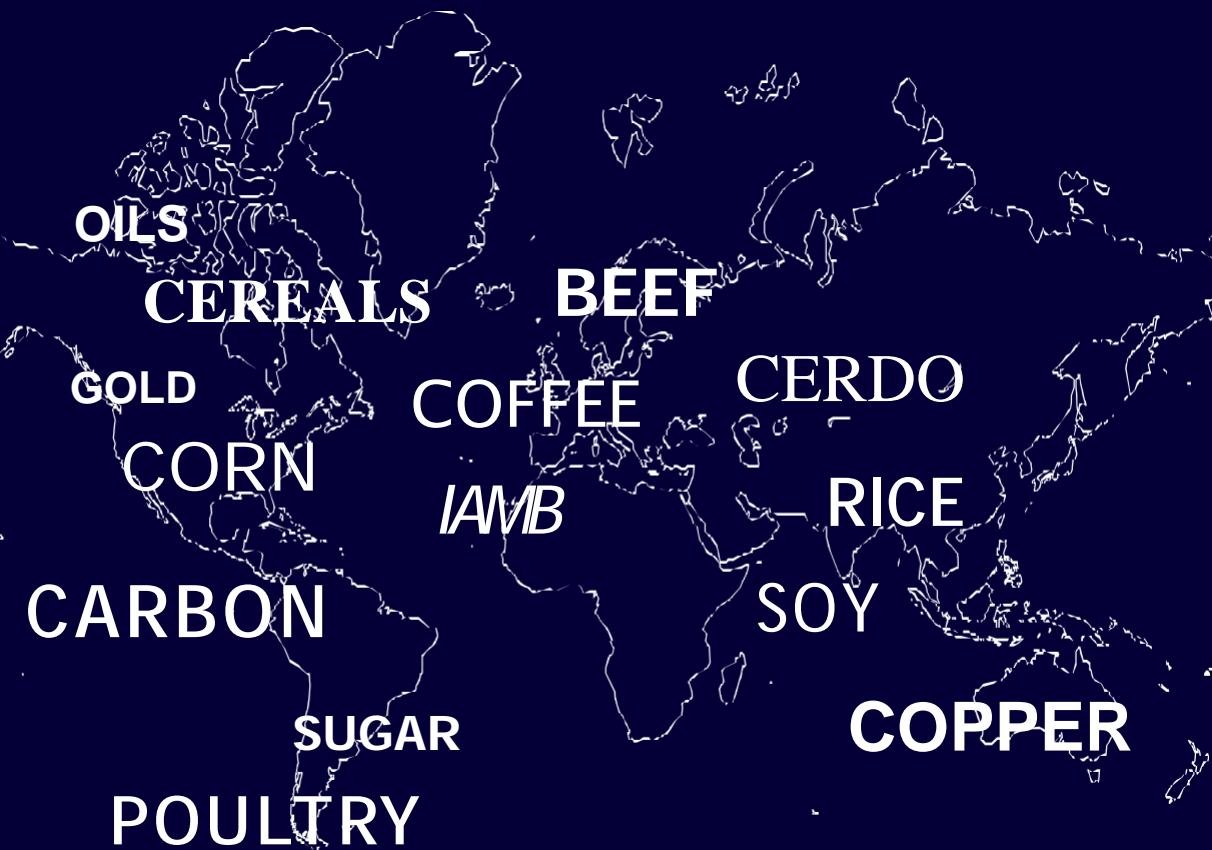 OILS
BEEF
CEREALS
CERDO
GOLD
COFFEE
CORN
RICE
IAMB
CARBON
SOY
SUGAR
COPPER
POULTRY